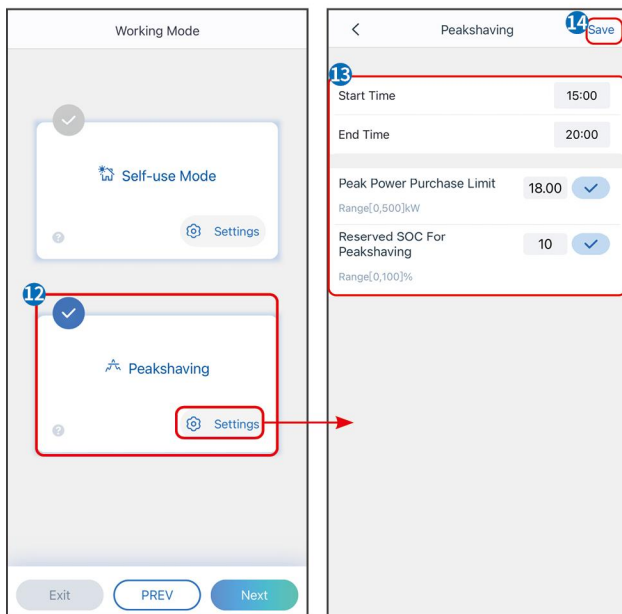 Working Mode
Self-use Mode
? Settings
12
Peakshaving
? Settings
Exit PREV Next
Peakshaving 14 Save
13
Start Time 15:00
End Time 20:00
Peak Power Purchase Limit 18.00
Range[0,500]kW
Reserved SOC For
Peakshaving 10
Range[0,100]%